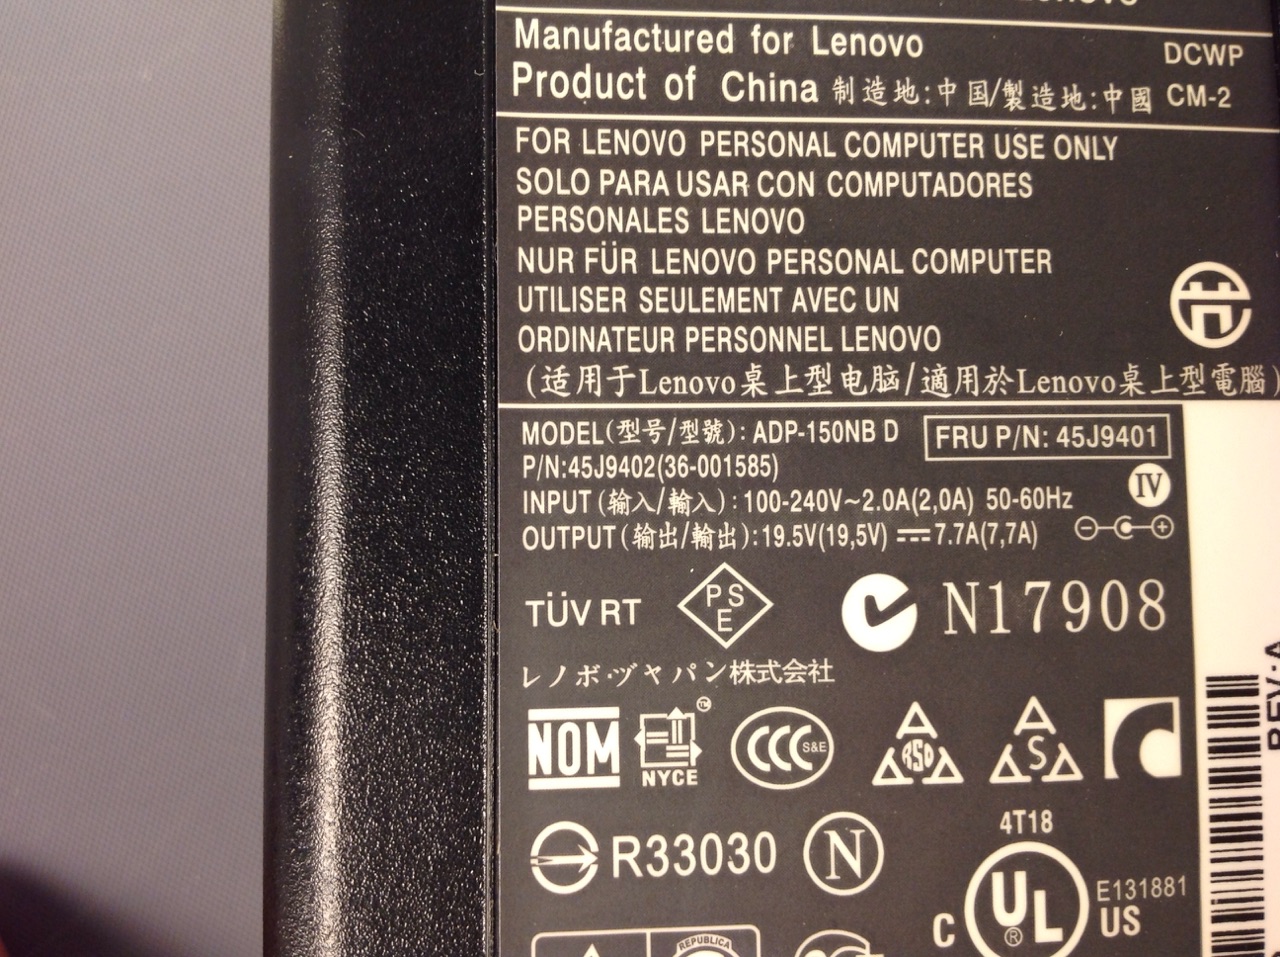 Manufactured for Lenovo
DCWP
Product of China 制造地:中国/製造地:中國 CM-2
FOR LENOVO PERSONAL COMPUTER USE ONLY
SOLO PARA USAR CON COMPUTADORES
PERSONALES LENOVO
NUR FÜR LENOVO PERSONAL COMPUTER
UTILISER SEULEMENT AVEC UN
ORDINATEUR PERSONNEL LENOVO
(适用于Lenovo桌上型电脑/適用於Lenovo桌上型電腦)
MODEL(型号/型號): ADP-150NB D
FRU P/N: 45J9401
P/N:45J9402(36-001585)
IV
INPUT(输入/輸入): 100-240V~2.0A(2,0A) 50-60Hz
OUTPUT(输出/輸出):19.5V(19,5V) ⎓ 7.7A(7,7A)
TÜV RT
PSE
N17908
レノボ・ヅャパン株式会社
NOM
NYCE
TM
CCC S&E
RSD
S
R33030
N
4T18
C UL ® US
E131881
REPUBLICA
REV:A